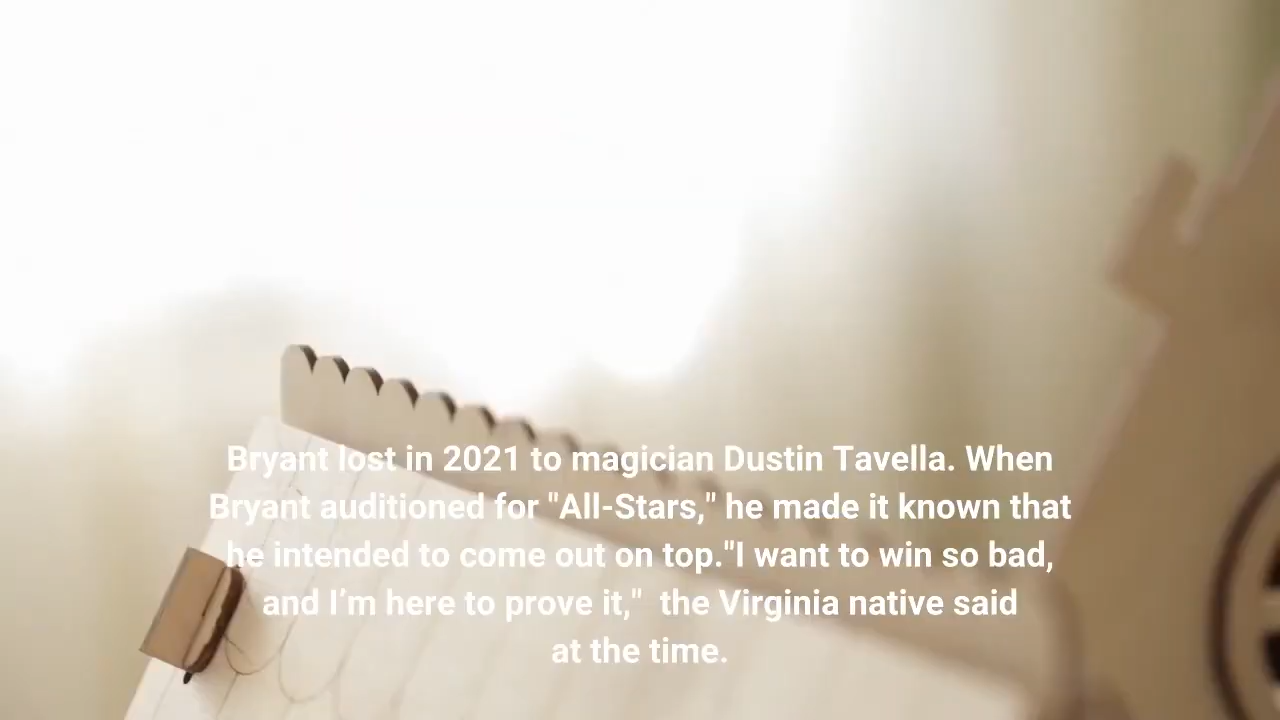 Bryant lost in 2021 to magician Dustin Tavella. When
Bryant auditioned for "All-Stars," he made it known that
he intended to come out on top."I want to win so bad,
and I’m here to prove it,"  the Virginia native said
at the time.